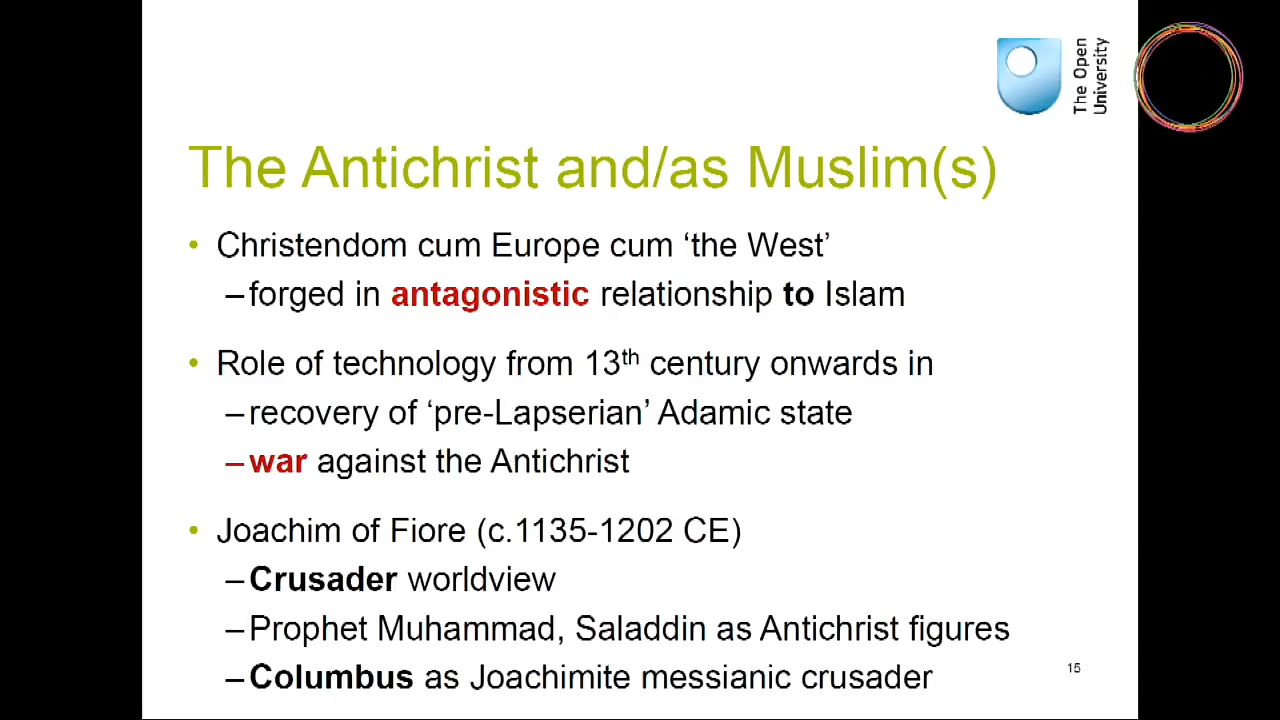 The Open
University
The Antichrist and/as Muslim(s)
• Christendom cum Europe cum ‘the West’
–forged in antagonistic relationship to Islam
• Role of technology from 13th century onwards in
–recovery of ‘pre-Lapserian’ Adamic state
–war against the Antichrist
• Joachim of Fiore (c.1135-1202 CE)
–Crusader worldview
–Prophet Muhammad, Saladdin as Antichrist figures
–Columbus as Joachimite messianic crusader
15